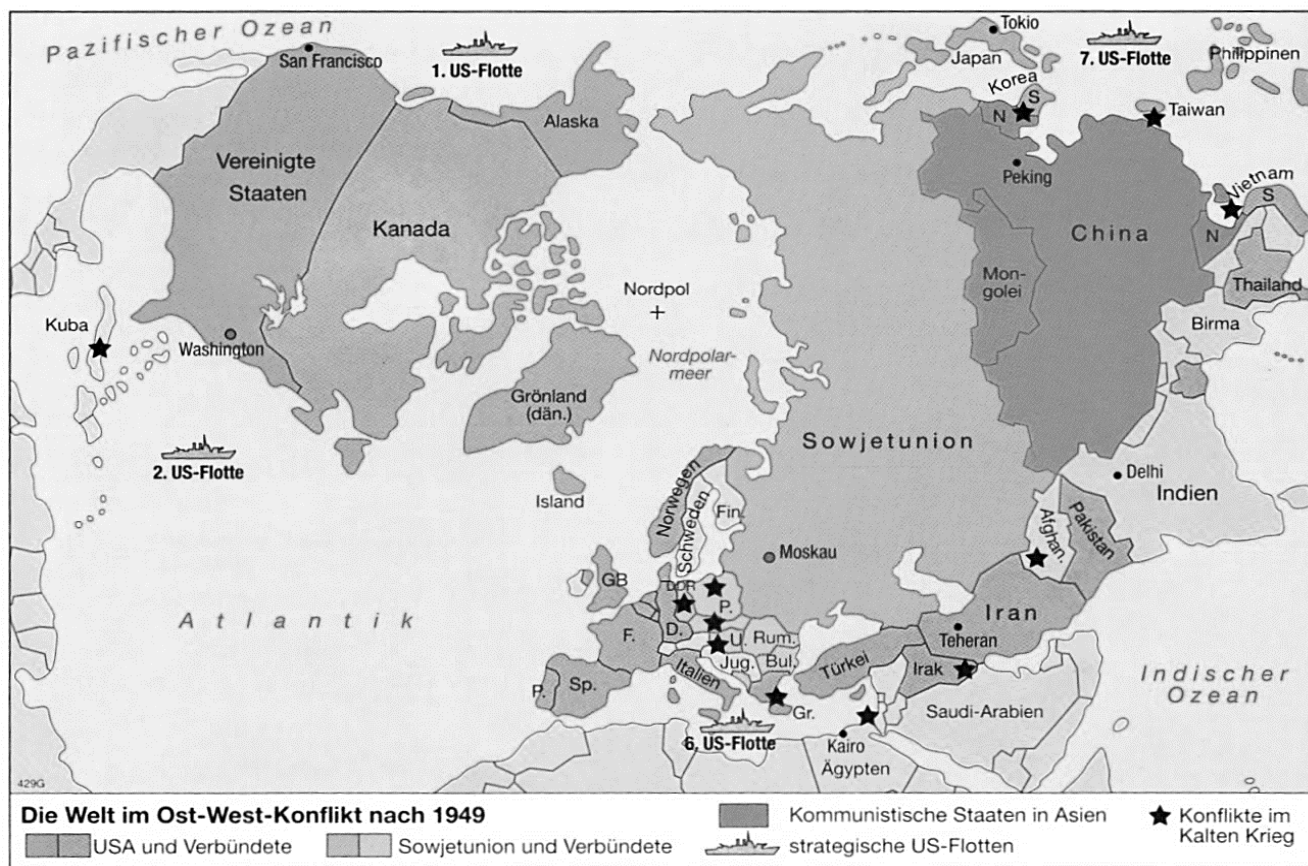 Pazifischer Ozean
San Francisco
1. US-Flotte
Alaska
Tokio
Japan
7. US-Flotte
Philippinen
Korea
S
N
Taiwan
Vereinigte
Staaten
Kanada
Peking
China
Vietnam
S
N
Mon-
golei
Thailand
Birma
Nordpol
Kuba
Washington
Nordpolar-
meer
Grönland
(dän.)
Sowjetunion
2. US-Flotte
Island
Norwegen
Schweden
Fin.
Delhi
Indien
Afghan.
Pakistan
Moskau
GB
DDR
P.
Atlantik
F.
D.
U.
Rum.
Iran
Teheran
Jug.
Bul.
Türkei
Irak
Italien
P.
Sp.
Gr.
Saudi-Arabien
Indischer
Ozean
6. US-Flotte
Kairo
Ägypten
429G
Die Welt im Ost-West-Konflikt nach 1949
USA und Verbündete
Sowjetunion und Verbündete
Kommunistische Staaten in Asien
strategische US-Flotten
Konflikte im
Kalten Krieg